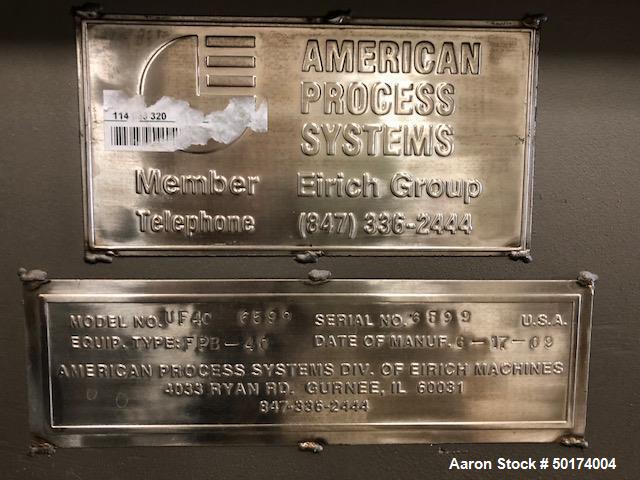 AMERICAN
PROCESS
SYSTEMS
114 320
Member Eirich Group
Telephone (847) 336-2444
MODEL NO. SERIAL NO. 6599 U.S.A.
EQUIP. TYPE: FPB-40 DATE OF MANUF. 6-17-09
AMERICAN PROCESS SYSTEMS DIV. OF EIRICH MACHINES
4033 RYAN RD. GURNEE, IL 60031
847-336-2444
Aaron Stock # 50174004